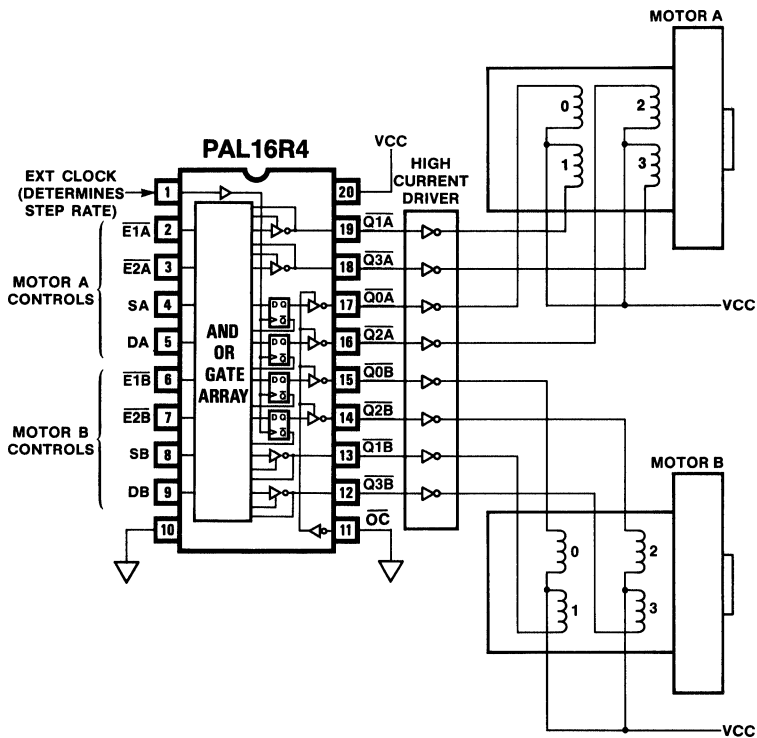 MOTOR A
0
2
1
3
VCC
PAL16R4
VCC
HIGH
CURRENT
DRIVER
EXT CLOCK
(DETERMINES
STEP RATE)
1
20
E1A
2
19
Q1A
E2A
3
18
Q3A
MOTOR A
CONTROLS
SA
4
D Q
Q
17
Q0A
DA
5
D Q
Q
16
Q2A
AND
OR
GATE
ARRAY
E1B
6
D Q
Q
15
Q0B
E2B
7
D Q
Q
14
Q2B
MOTOR B
CONTROLS
SB
8
13
Q1B
DB
9
12
Q3B
10
11
OC
MOTOR B
0
2
1
3
VCC